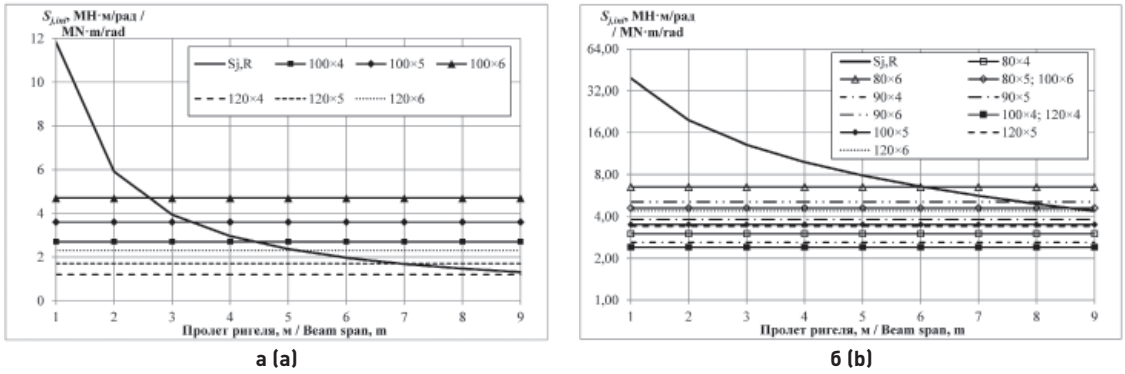 Sj,ini, МН·м/рад /
MN·m/rad
12
10
8
6
4
2
0
Sj,R 100×4 100×5 100×6
120×4 120×5 120×6
1 2 3 4 5 6 7 8 9
Пролет ригеля, м / Beam span, m
а (a)
Sj,ini, МН·м/рад
/ MN·m/rad
64,00
32,00
16,00
8,00
4,00
2,00
1,00
Sj,R 80×4
80×6 80×5; 100×6
90×4 90×5
90×6 100×4; 120×4
100×5 120×5
120×6
1 2 3 4 5 6 7 8 9
Пролет ригеля, м / Beam span, m
б (b)